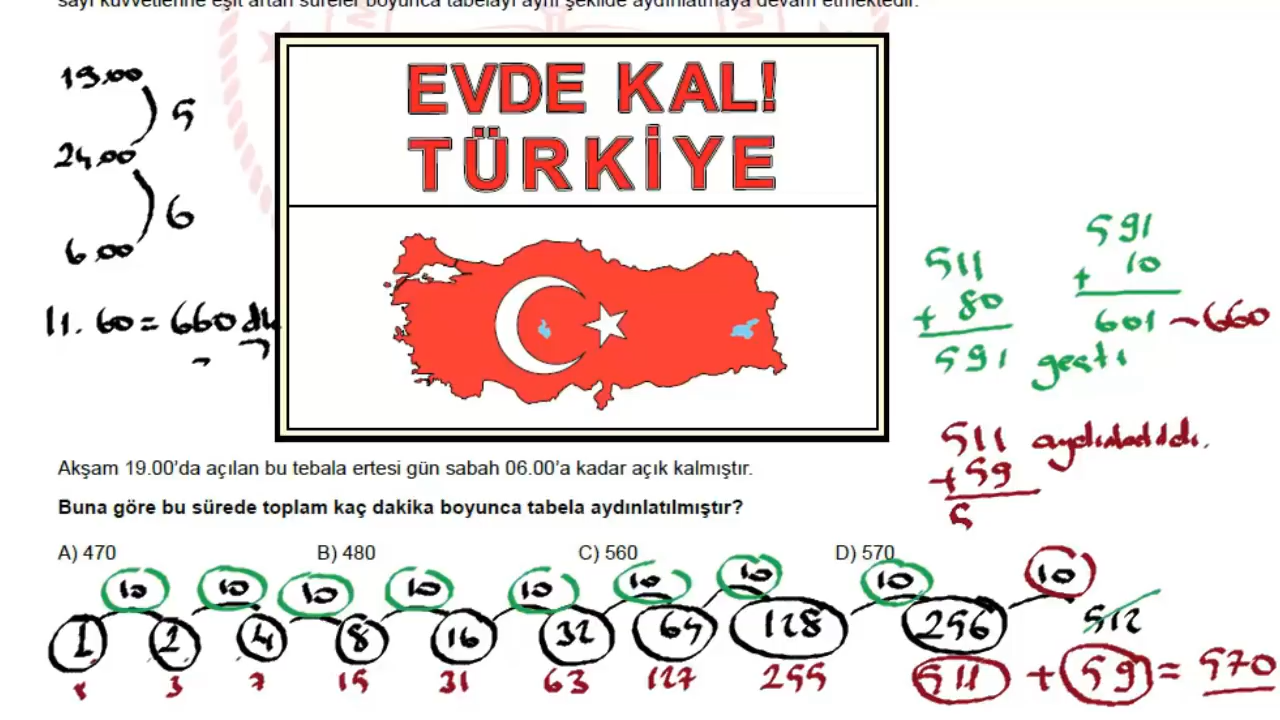 sayı kuvvetlerine eşit artan süreler boyunca tabelayı aynı şekilde aydınlatmaya devam etmektedir.
19.00
5
24.00
6
6.00
11.60=660 dk
EVDE KAL!
TÜRKİYE
511
+ 80
591 geçti
591
+ 10
601 ~660
511 aydınlatıldı.
+59
5
Akşam 19.00'da açılan bu tebala ertesi gün sabah 06.00'a kadar açık kalmıştır.
Buna göre bu sürede toplam kaç dakika boyunca tabela aydınlatılmıştır?
A) 470 B) 480 C) 560 D) 570
10 10 10 10 10 10 10 10 10
1 2 4 8 16 32 64 128 256 512
1 3 7 15 31 63 127 255 511 + 59 = 570